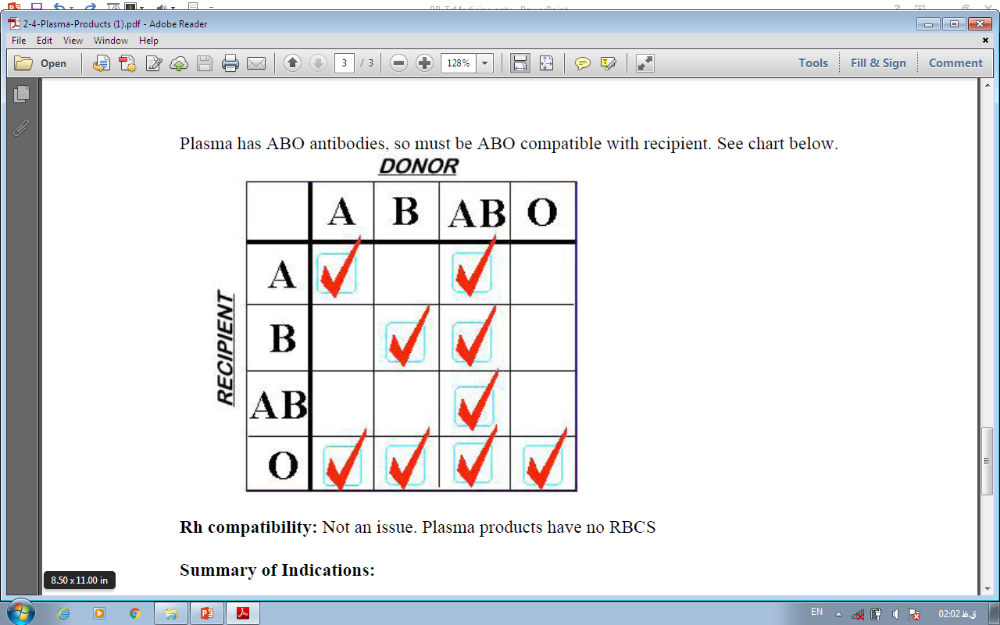 2-4-Plasma-Products (1).pdf - Adobe Reader
File Edit View Window Help
Open 3 / 3 128% Tools Fill & Sign Comment
Plasma has ABO antibodies, so must be ABO compatible with recipient. See chart below.
DONOR
A B AB O
RECIPIENT
A
B
AB
O
Rh compatibility: Not an issue. Plasma products have no RBCS
Summary of Indications:
8.50 x 11.00 in
EN 02:02 ق.ظ